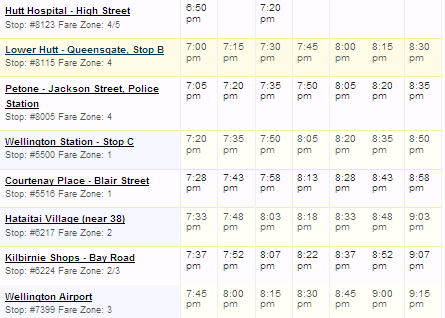 Hutt Hospital - High Street 6:50 pm 7:20 pm
Stop: #8123 Fare Zone: 4/5
Lower Hutt - Queensgate, Stop B 7:00 pm 7:15 pm 7:30 pm 7:45 pm 8:00 pm 8:15 pm 8:30 pm
Stop: #8115 Fare Zone: 4
Petone - Jackson Street, Police 7:05 pm 7:20 pm 7:35 pm 7:50 pm 8:05 pm 8:20 pm 8:35 pm
Station
Stop: #8005 Fare Zone: 4
Wellington Station - Stop C 7:20 pm 7:35 pm 7:50 pm 8:05 pm 8:20 pm 8:35 pm 8:50 pm
Stop: #5500 Fare Zone: 1
Courtenay Place - Blair Street 7:28 pm 7:43 pm 7:58 pm 8:13 pm 8:28 pm 8:43 pm 8:58 pm
Stop: #5516 Fare Zone: 1
Hataitai Village (near 38) 7:33 pm 7:48 pm 8:03 pm 8:18 pm 8:33 pm 8:48 pm 9:03 pm
Stop: #6217 Fare Zone: 2
Kilbirnie Shops - Bay Road 7:37 pm 7:52 pm 8:07 pm 8:22 pm 8:37 pm 8:52 pm 9:07 pm
Stop: #6224 Fare Zone: 2/3
Wellington Airport 7:45 pm 8:00 pm 8:15 pm 8:30 pm 8:45 pm 9:00 pm 9:15 pm
Stop: #7399 Fare Zone: 3